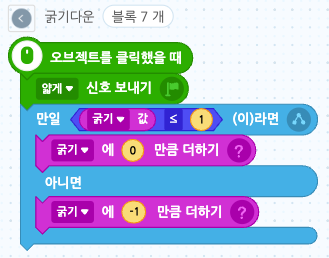 굵기다운 블록 7 개
오브젝트를 클릭했을 때
얇게 신호 보내기
만일 굵기 값 ≤ 1 (이)라면
굵기 에 0 만큼 더하기 ?
아니면
굵기 에 -1 만큼 더하기 ?